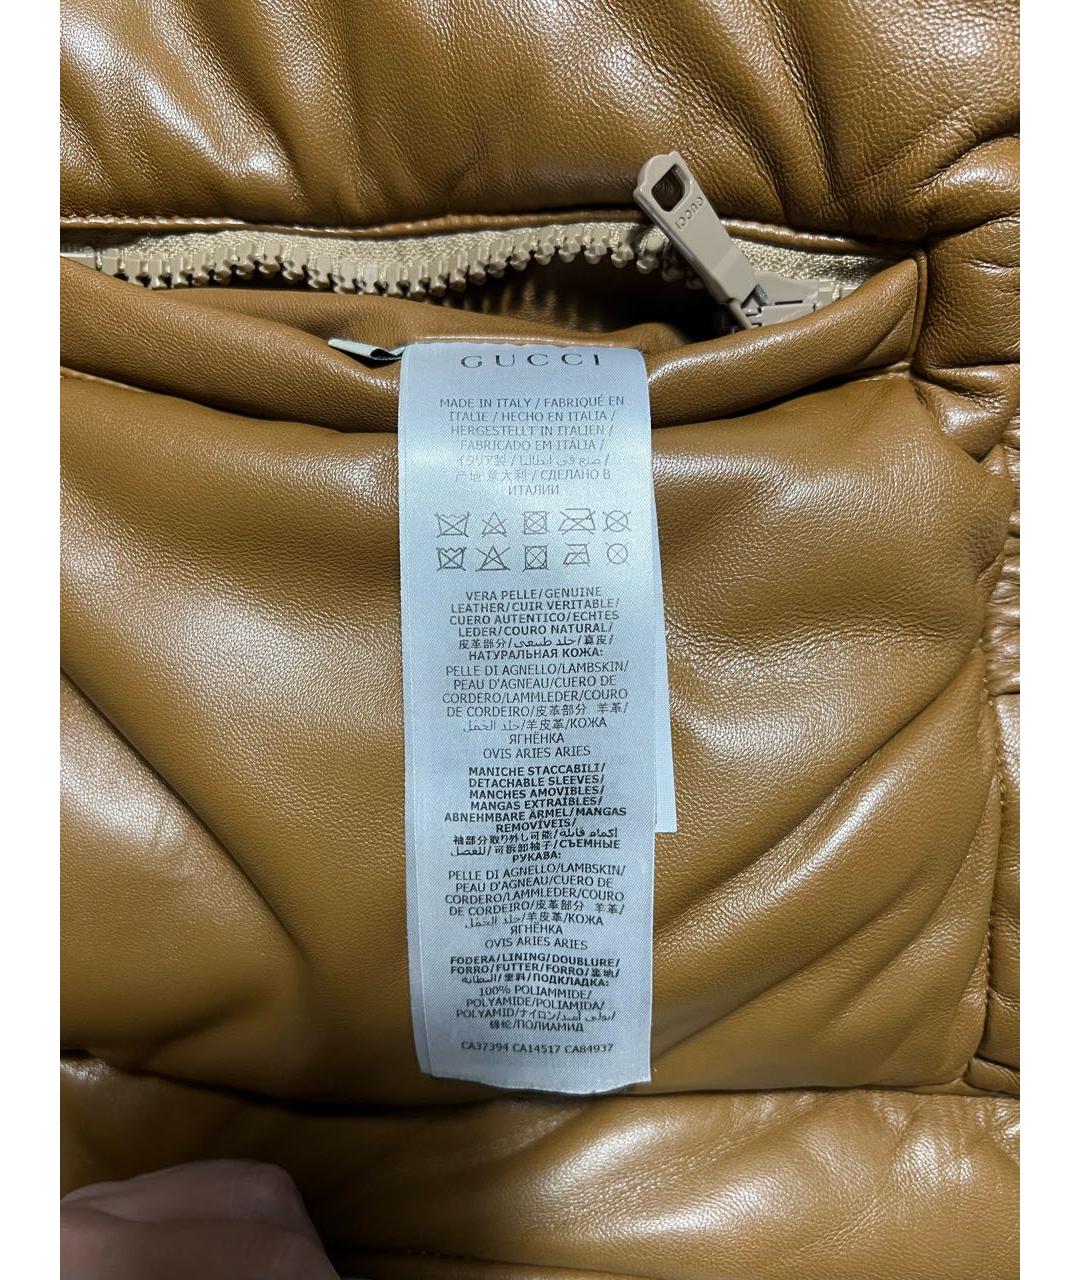 GUCCI
GUCCI
MADE IN ITALY / FABRIQUÉ EN
ITALIE / HECHO EN ITALIA /
HERGESTELLT IN ITALIEN /
FABRICADO EM ITÁLIA /
イタリア製 / صنع في إيطاليا /
产地 意大利 / СДЕЛАНО В
ИТАЛИИ
VERA PELLE/GENUINE
LEATHER/CUIR VERITABLE/
CUERO AUTENTICO/ECHTES
LEDER/COURO NATURAL/
皮革部分/جلد طبيعي/真皮/
НАТУРАЛЬНАЯ КОЖА:
PELLE DI AGNELLO/LAMBSKIN/
PEAU D'AGNEAU/CUERO DE
CORDERO/LAMMLEDER/COURO
DE CORDEIRO/皮革部分 羊革/
جلد الحمل/羊皮革/КОЖА
ЯГНЁНКА
OVIS ARIES ARIES
MANICHE STACCABILI/
DETACHABLE SLEEVES/
MANCHES AMOVIBLES/
MANGAS EXTRAIBLES/
ABNEHMBARE ÄRMEL/MANGAS
REMOVÍVEIS/
袖部分取り外し可能/أكمام قابلة
للفصل/可拆卸袖子/СЪЕМНЫЕ
РУКАВА:
PELLE DI AGNELLO/LAMBSKIN/
PEAU D'AGNEAU/CUERO DE
CORDERO/LAMMLEDER/COURO
DE CORDEIRO/皮革部分 羊革/
جلد الحمل/羊皮革/КОЖА
ЯГНЁНКА
OVIS ARIES ARIES
FODERA/LINING/DOUBLURE/
FORRO/FUTTER/FORRO/裏地/
البطانة/里料/ПОДКЛАДКА:
100% POLIAMMIDE/
POLYAMIDE/POLIAMIDA/
POLYAMID/ナイロン/بولي أميد/
锦纶/ПОЛИАМИД
CA37394 CA14517 CA84937